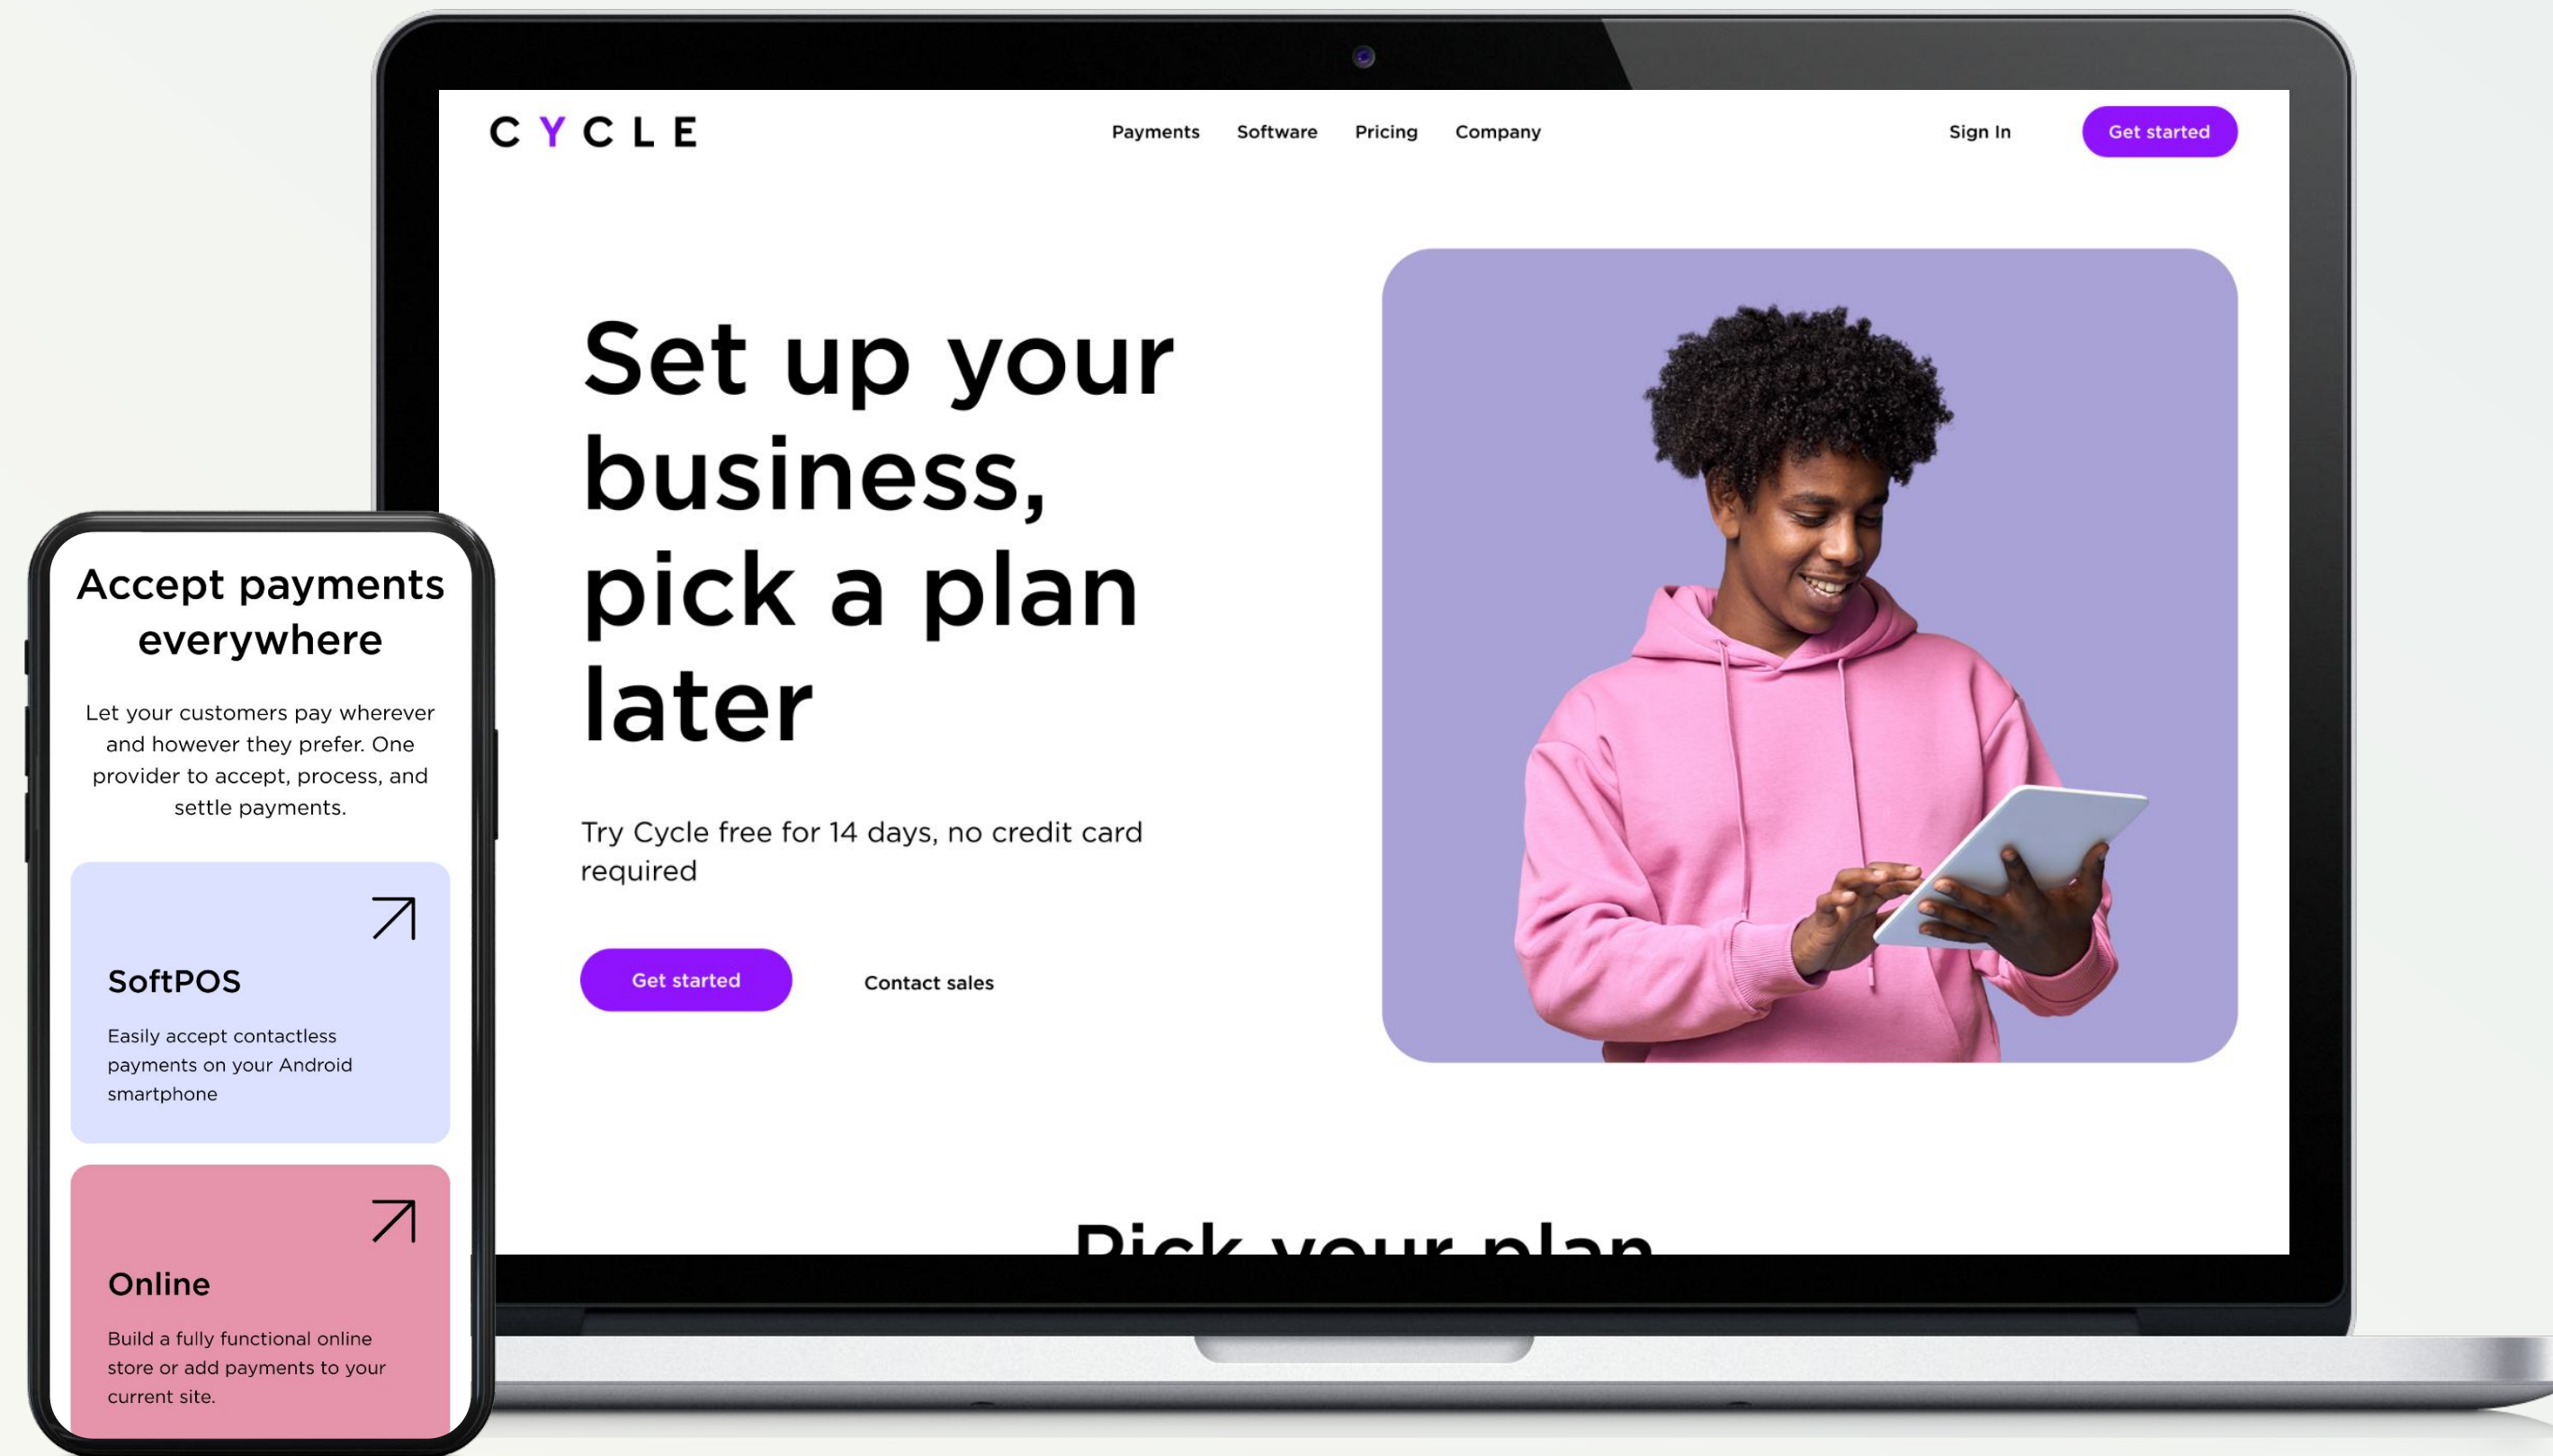 CYCLE
Payments Software Pricing Company
Sign In
Get started
Set up your
business,
pick a plan
later
Try Cycle free for 14 days, no credit card
required
Get started
Contact sales
Pick your plan
Accept payments
everywhere
Let your customers pay wherever
and however they prefer. One
provider to accept, process, and
settle payments.
SoftPOS
Easily accept contactless
payments on your Android
smartphone
Online
Build a fully functional online
store or add payments to your
current site.